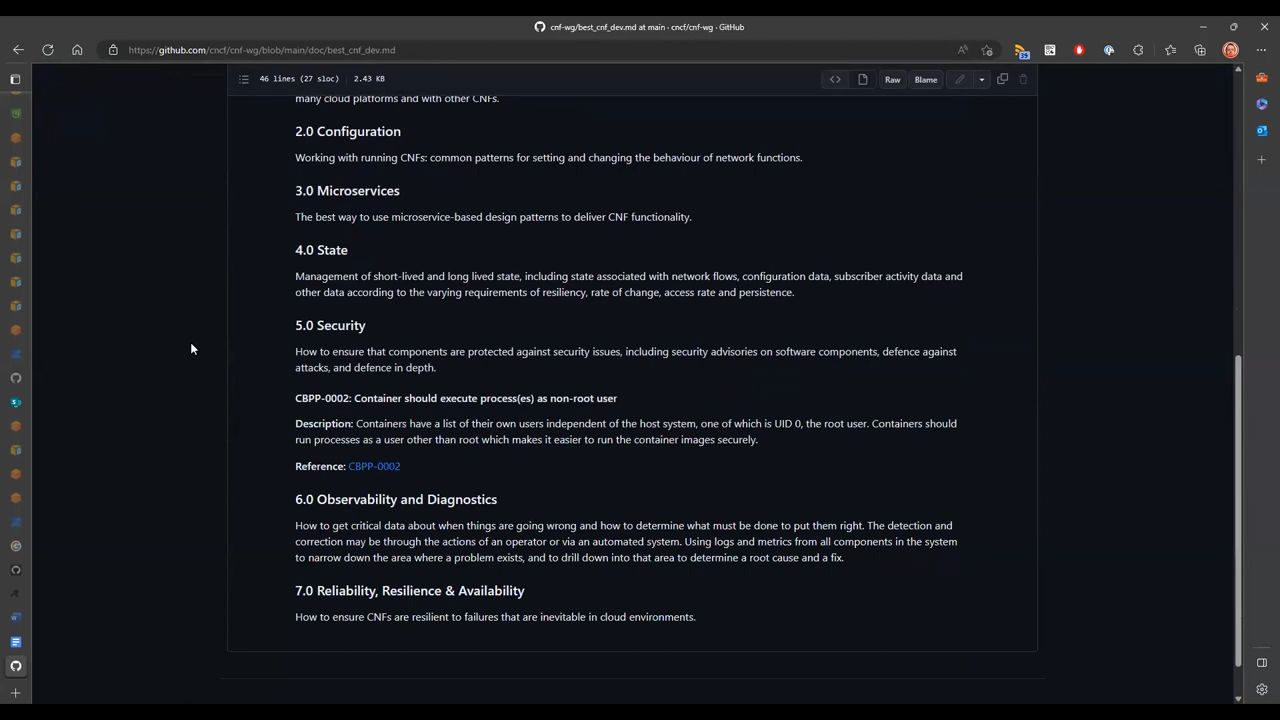 cnf-wg/best_cnf_dev.md at main · cncf/cnf-wg · GitHub
https://github.com/cncf/cnf-wg/blob/main/doc/best_cnf_dev.md
46 lines (27 sloc) | 2.43 KB
Raw
Blame
many cloud platforms and with other CNFs.
2.0 Configuration
Working with running CNFs: common patterns for setting and changing the behaviour of network functions.
3.0 Microservices
The best way to use microservice-based design patterns to deliver CNF functionality.
4.0 State
Management of short-lived and long lived state, including state associated with network flows, configuration data, subscriber activity data and
other data according to the varying requirements of resiliency, rate of change, access rate and persistence.
5.0 Security
How to ensure that components are protected against security issues, including security advisories on software components, defence against
attacks, and defence in depth.
CBPP-0002: Container should execute process(es) as non-root user
Description: Containers have a list of their own users independent of the host system, one of which is UID 0, the root user. Containers should
run processes as a user other than root which makes it easier to run the container images securely.
Reference: CBPP-0002
6.0 Observability and Diagnostics
How to get critical data about when things are going wrong and how to determine what must be done to put them right. The detection and
correction may be through the actions of an operator or via an automated system. Using logs and metrics from all components in the system
to narrow down the area where a problem exists, and to drill down into that area to determine a root cause and a fix.
7.0 Reliability, Resilience & Availability
How to ensure CNFs are resilient to failures that are inevitable in cloud environments.